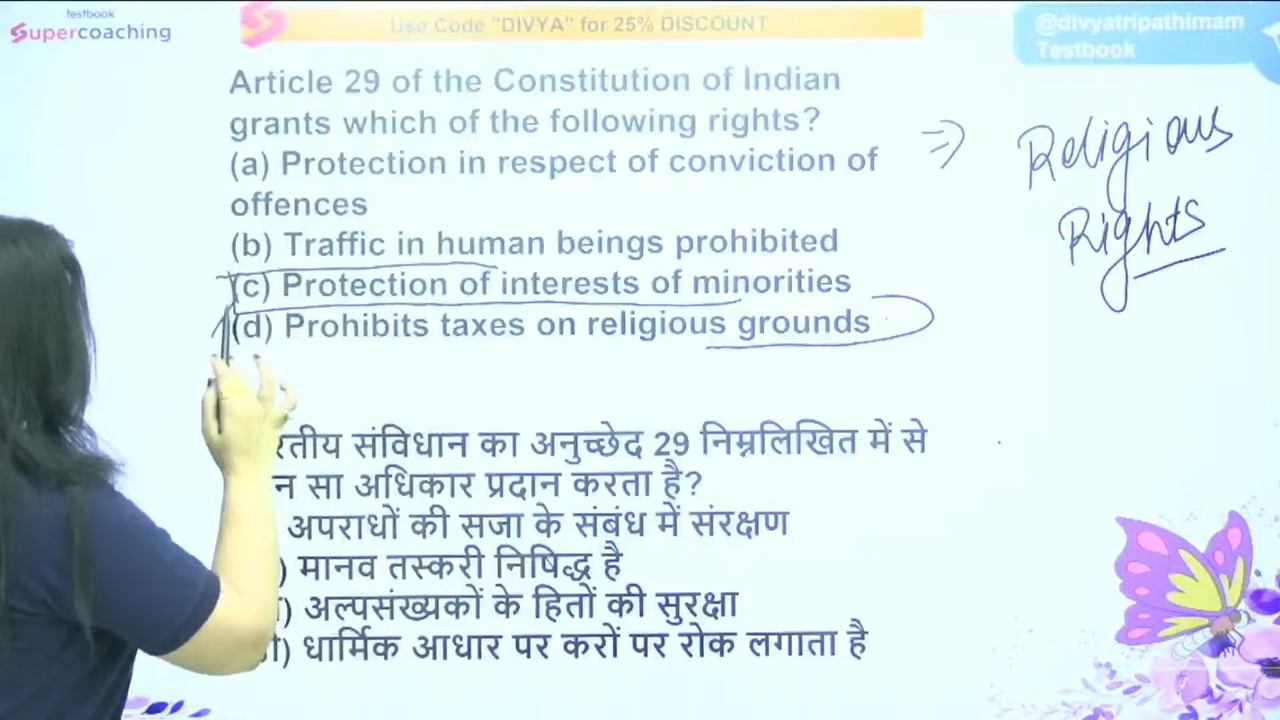 testbook
Supercoaching
Use Code "DIVYA" for 25% DISCOUNT
@divyatripathimam
Testbook
Article 29 of the Constitution of Indian
grants which of the following rights?
(a) Protection in respect of conviction of
offences
(b) Traffic in human beings prohibited
(c) Protection of interests of minorities
(d) Prohibits taxes on religious grounds
=> Religious
Rights
रतीय संविधान का अनुच्छेद 29 निम्नलिखित में से
न सा अधिकार प्रदान करता है?
अपराधों की सजा के संबंध में संरक्षण
) मानव तस्करी निषिद्ध है
) अल्पसंख्यकों के हितों की सुरक्षा
) धार्मिक आधार पर करों पर रोक लगाता है